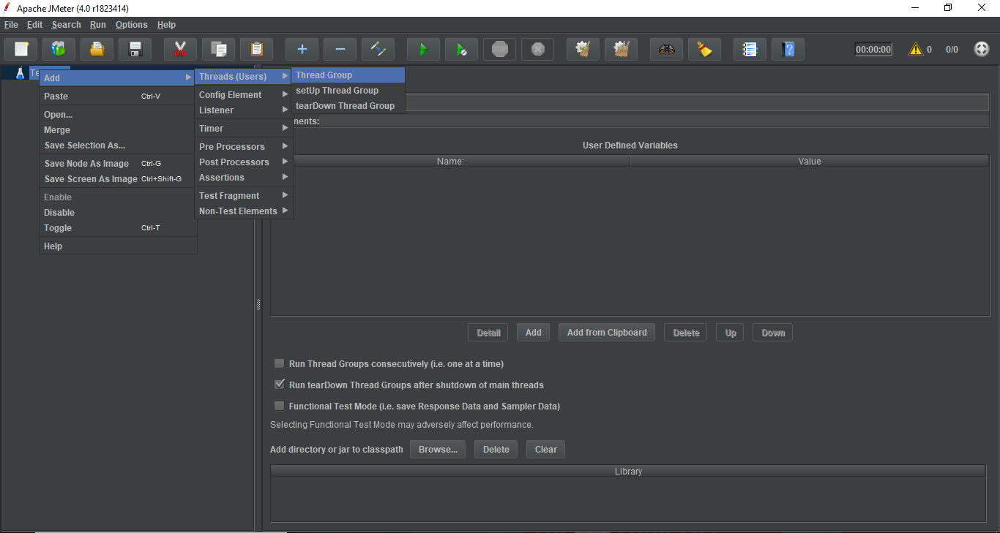 Apache JMeter (4.0 r1823414)
File Edit Search Run Options Help
STOP
00:00:00 0 0/0
Add
Paste Ctrl-V
Open...
Merge
Save Selection As...
Save Node As Image Ctrl-G
Save Screen As Image Ctrl+Shift-G
Enable
Disable
Toggle Ctrl-T
Help
Threads (Users)
Config Element
Listener
Timer
Pre Processors
Post Processors
Assertions
Test Fragment
Non-Test Elements
Thread Group
setUp Thread Group
tearDown Thread Group
User Defined Variables
Name: Value
Detail Add Add from Clipboard Delete Up Down
Run Thread Groups consecutively (i.e. one at a time)
Run tearDown Thread Groups after shutdown of main threads
Functional Test Mode (i.e. save Response Data and Sampler Data)
Selecting Functional Test Mode may adversely affect performance.
Add directory or jar to classpath Browse... Delete Clear
Library